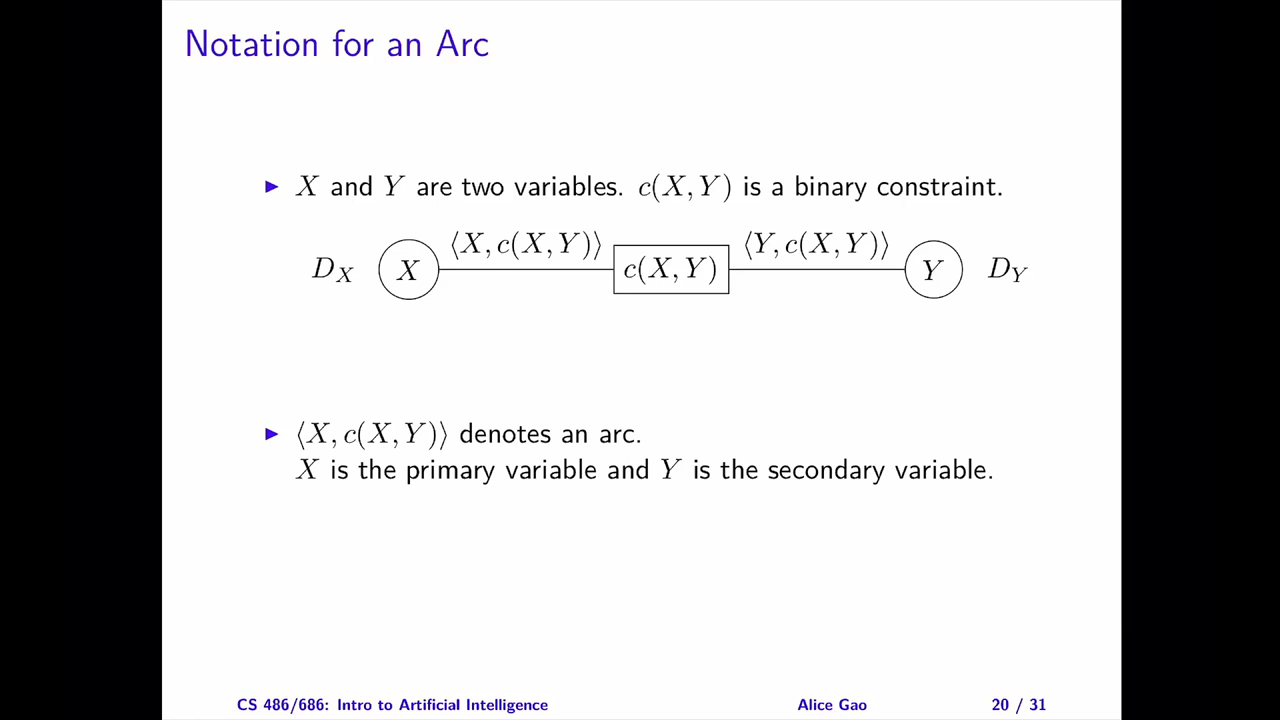 Notation for an Arc
▶ X and Y are two variables. c(X, Y) is a binary constraint.
⟨X, c(X, Y)⟩ ⟨Y, c(X, Y)⟩
D_X X c(X, Y) Y D_Y
▶ ⟨X, c(X, Y)⟩ denotes an arc.
X is the primary variable and Y is the secondary variable.
CS 486/686: Intro to Artificial Intelligence Alice Gao 20 / 31